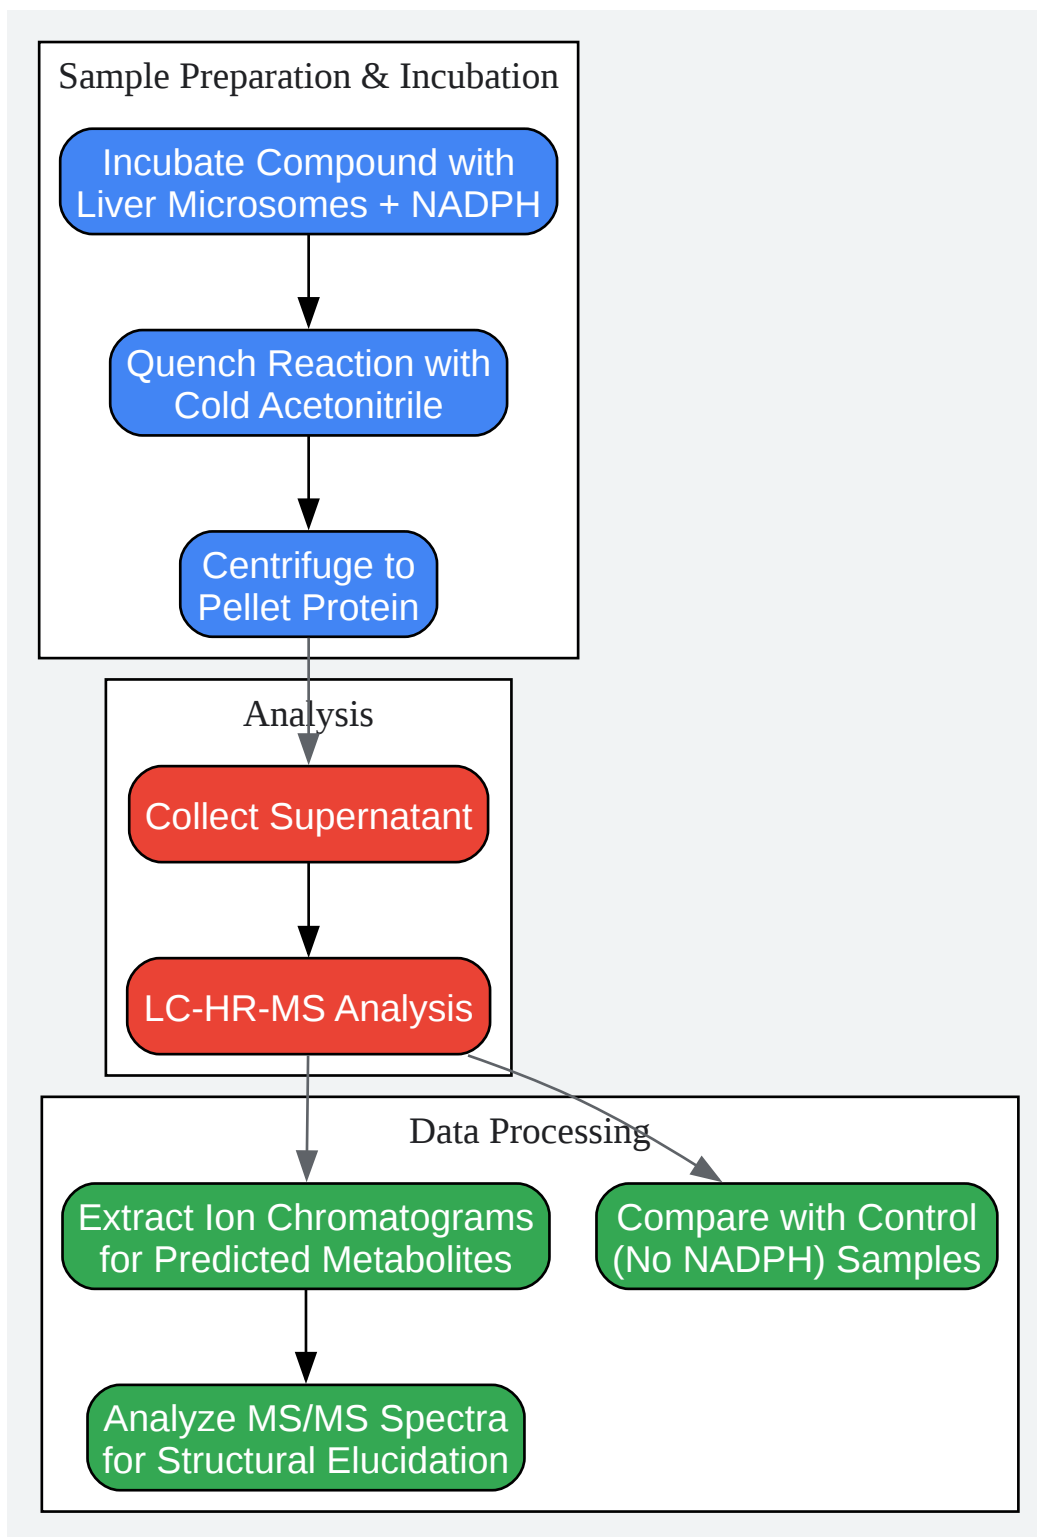 Sample Preparation & Incubation
Incubate Compound with
Liver Microsomes + NADPH
Quench Reaction with
Cold Acetonitrile
Centrifuge to
Pellet Protein
Analysis
Collect Supernatant
LC-HR-MS Analysis
Data Processing
Extract Ion Chromatograms
for Predicted Metabolites
Compare with Control
(No NADPH) Samples
Analyze MS/MS Spectra
for Structural Elucidation